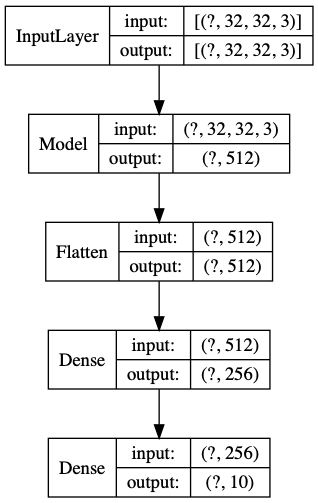 InputLayer
input: [(?, 32, 32, 3)]
output: [(?, 32, 32, 3)]
Model
input: (?, 32, 32, 3)
output: (?, 512)
Flatten
input: (?, 512)
output: (?, 512)
Dense
input: (?, 512)
output: (?, 256)
Dense
input: (?, 256)
output: (?, 10)